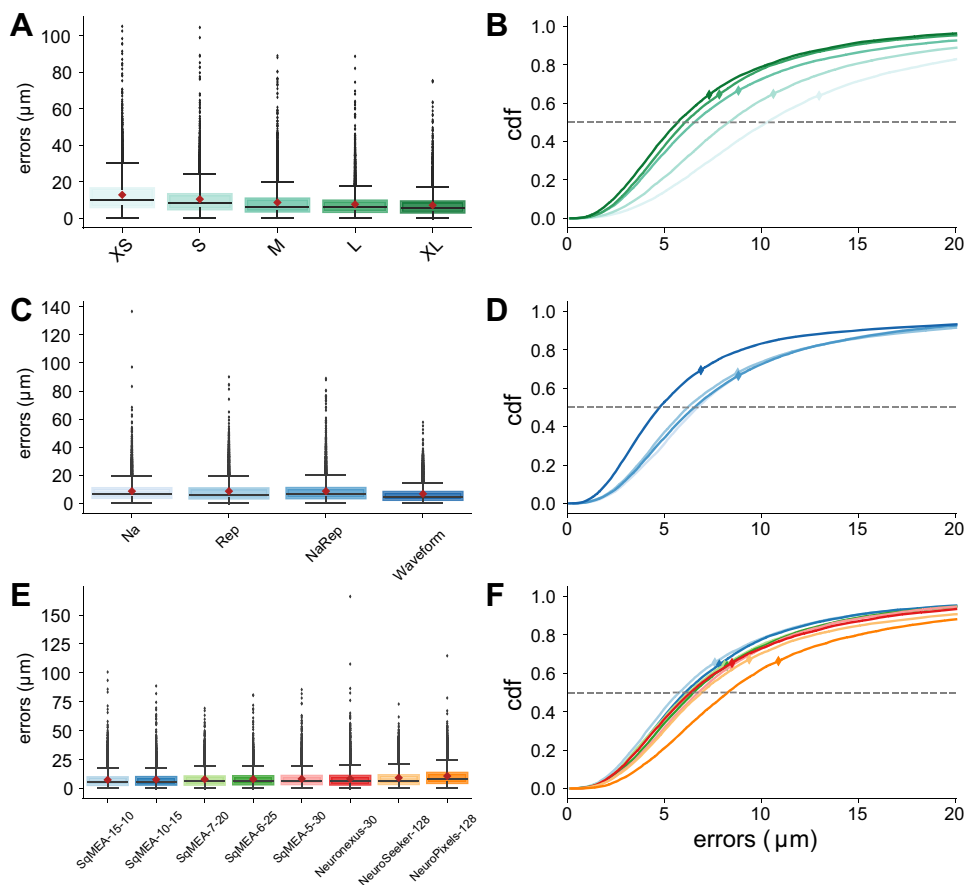 A
errors (µm)
100
80
60
40
20
0
XS
S
M
L
XL
B
cdf
1.0
0.8
0.6
0.4
0.2
0.0
0
5
10
15
20
C
errors (µm)
140
120
100
80
60
40
20
0
Na
Rep
NaRep
Waveform
D
cdf
1.0
0.8
0.6
0.4
0.2
0.0
0
5
10
15
20
E
errors (µm)
150
125
100
75
50
25
0
SqMEA-15-10
SqMEA-10-15
SqMEA-7-20
SqMEA-6-25
SqMEA-5-30
Neuronexus-30
NeuroSeeker-128
NeuroPixels-128
F
cdf
1.0
0.8
0.6
0.4
0.2
0.0
0
5
10
15
20
errors (µm)